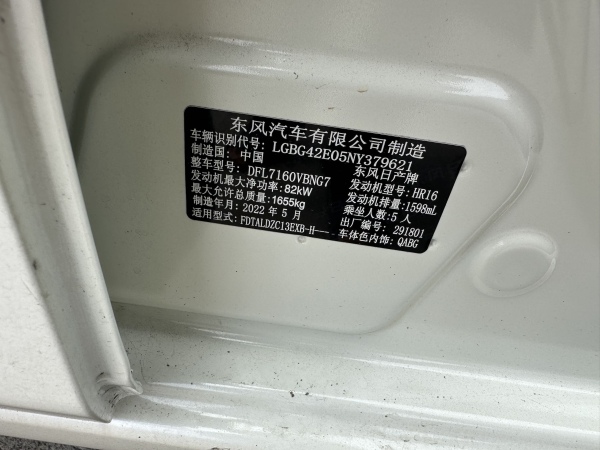 东风汽车有限公司制造
车辆识别代号: LGBG42E05NY379621
制造国: 中国 东风日产牌
整车型号: DFL7160VBNG7 发动机型号: HR16
发动机最大净功率: 82kW 发动机排量: 1598mL
最大允许总质量: 1655kg 乘坐人数: 5人
制造年月: 2022年5月 出厂编号: 291801
适用型式: FDTALDZC13EXB-H—— 车体色内饰: QABG